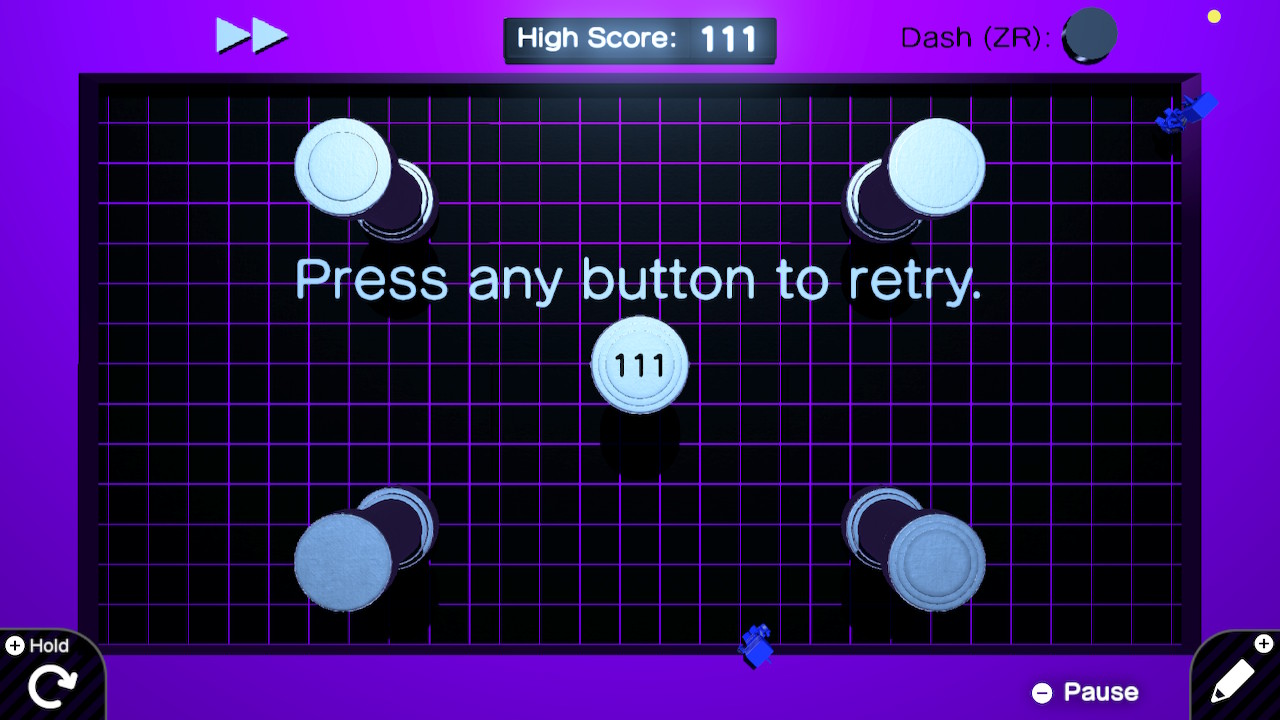 High Score: 111
Dash (ZR):
Press any button to retry.
111
Hold
Pause